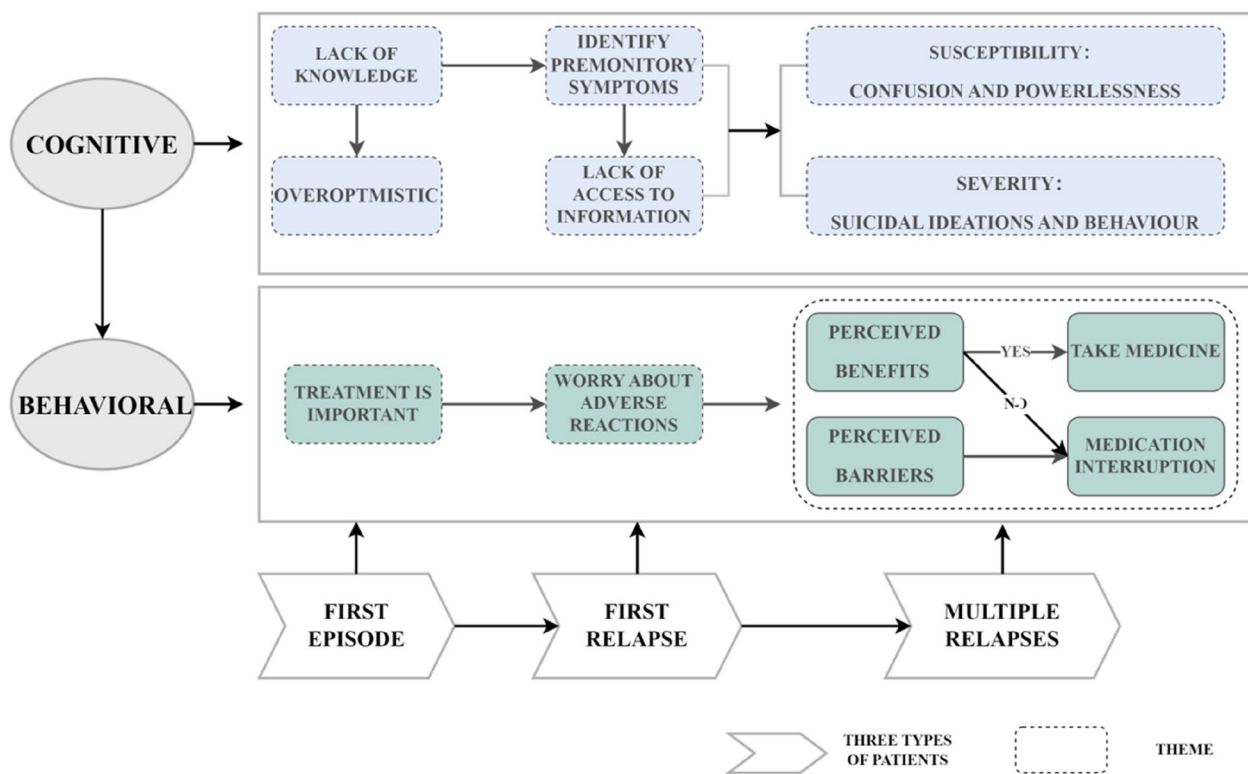 LACK OF
KNOWLEDGE
IDENTIFY
PREMONITORY
SYMPTOMS
SUSCEPTIBILITY:
CONFUSION AND POWERLESSNESS
COGNITIVE
OVEROPTMISTIC
LACK OF
ACCESS TO
INFORMATION
SEVERITY:
SUICIDAL IDEATIONS AND BEHAVIOUR
BEHAVIORAL
TREATMENT IS
IMPORTANT
WORRY ABOUT
ADVERSE
REACTIONS
PERCEIVED
BENEFITS
YES
TAKE MEDICINE
NO
PERCEIVED
BARRIERS
MEDICATION
INTERRUPTION
FIRST
EPISODE
FIRST
RELAPSE
MULTIPLE
RELAPSES
THREE TYPES
OF PATIENTS
THEME